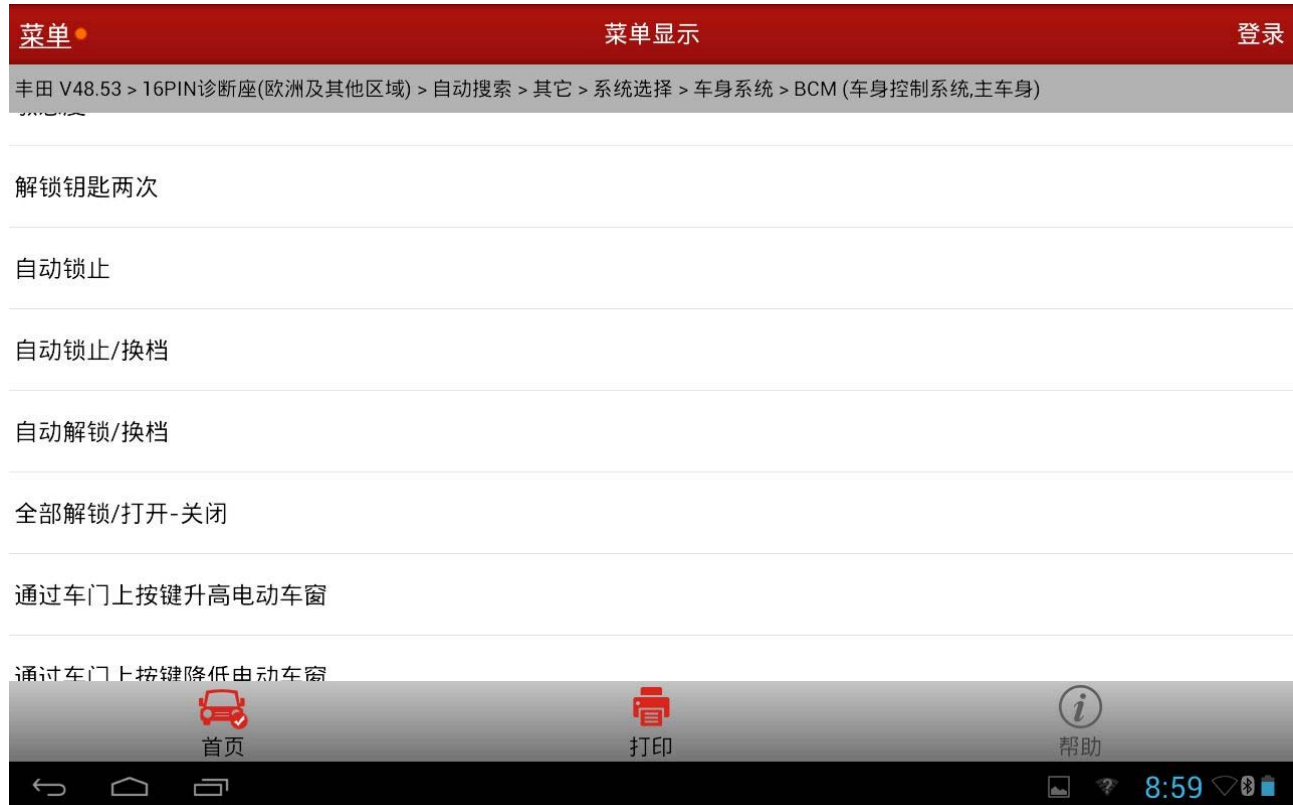 菜单
菜单显示
登录
丰田 V48.53 > 16PIN诊断座(欧洲及其他区域) > 自动搜索 > 其它 > 系统选择 > 车身系统 > BCM (车身控制系统,主车身)
解锁钥匙两次
自动锁止
自动锁止/换档
自动解锁/换档
全部解锁/打开-关闭
通过车门上按键升高电动车窗
通过车门上按键降低电动车窗
首页
打印
帮助
8:59